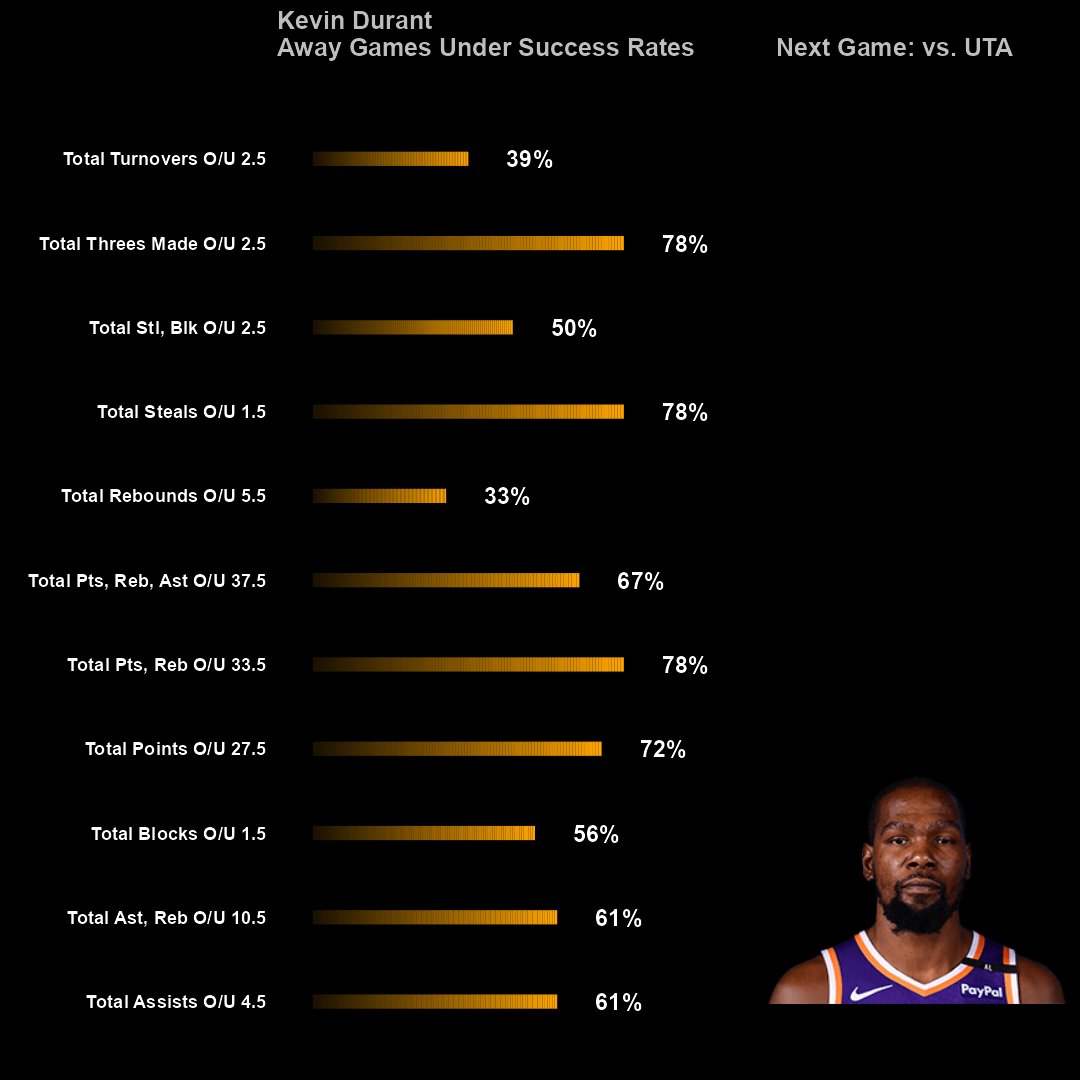 Kevin Durant
Away Games Under Success Rates
Next Game: vs. UTA
Total Turnovers O/U 2.5 39%
Total Threes Made O/U 2.5 78%
Total Stl, Blk O/U 2.5 50%
Total Steals O/U 1.5 78%
Total Rebounds O/U 5.5 33%
Total Pts, Reb, Ast O/U 37.5 67%
Total Pts, Reb O/U 33.5 78%
Total Points O/U 27.5 72%
Total Blocks O/U 1.5 56%
Total Ast, Reb O/U 10.5 61%
Total Assists O/U 4.5 61%
AL
PayPal